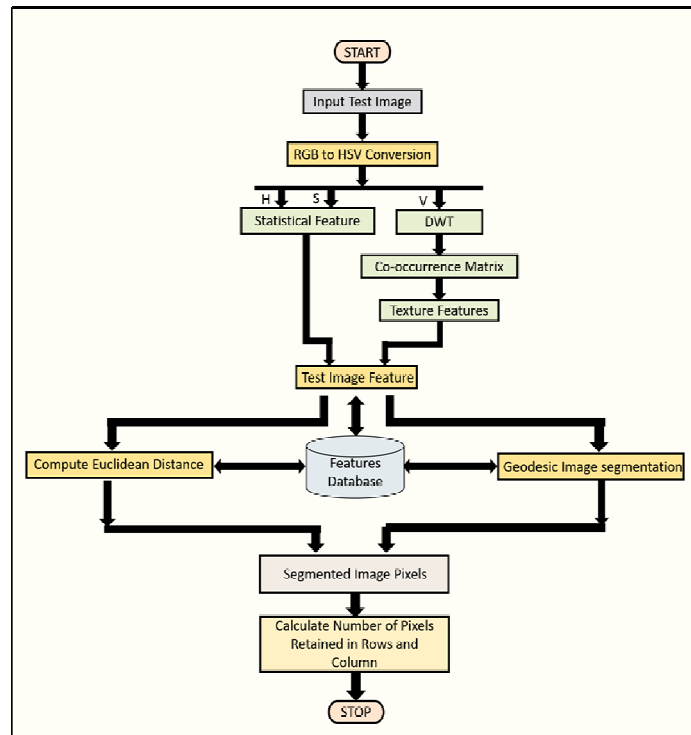 START
Input Test Image
RGB to HSV Conversion
H
S
V
Statistical Feature
DWT
Co-occurrence Matrix
Texture Features
Test Image Feature
Compute Euclidean Distance
Features
Database
Geodesic Image segmentation
Segmented Image Pixels
Calculate Number of Pixels
Retained in Rows and
Column
STOP